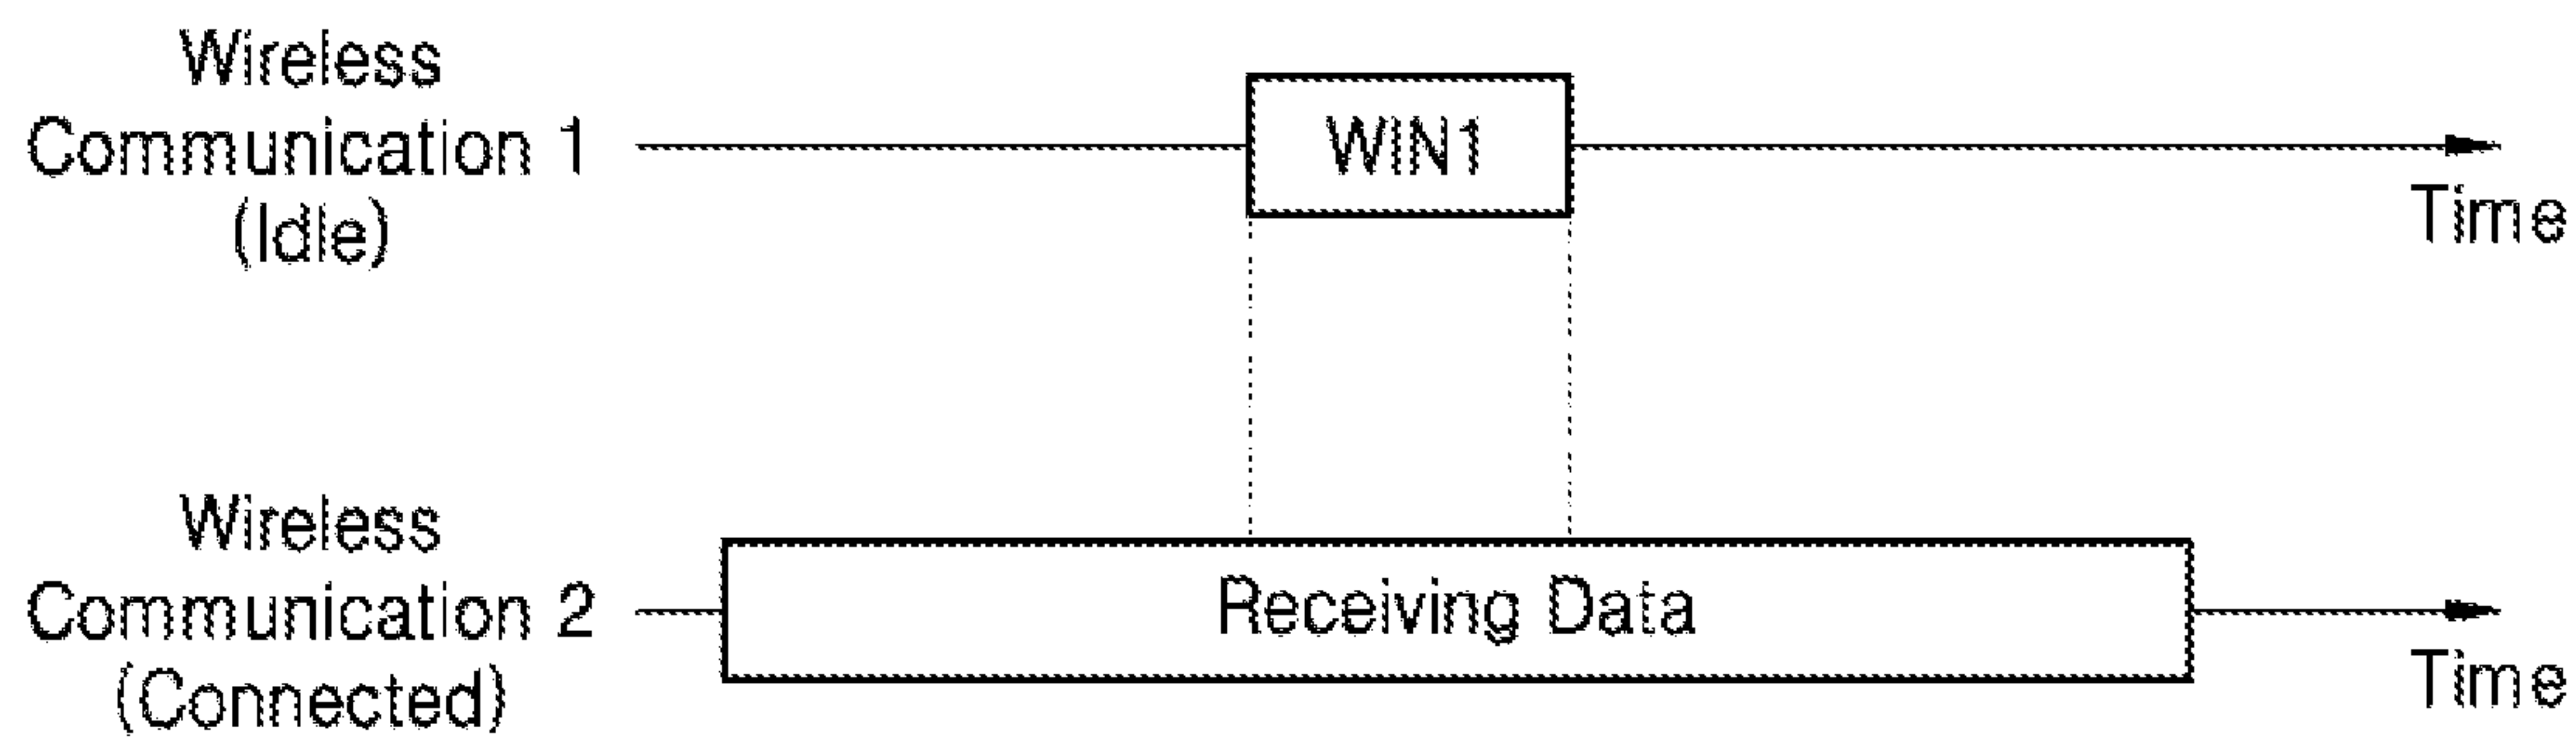 Wireless
Communication 1
(Idle)
WIN1
Time
Wireless
Communication 2
(Connected)
Receiving Data
Time